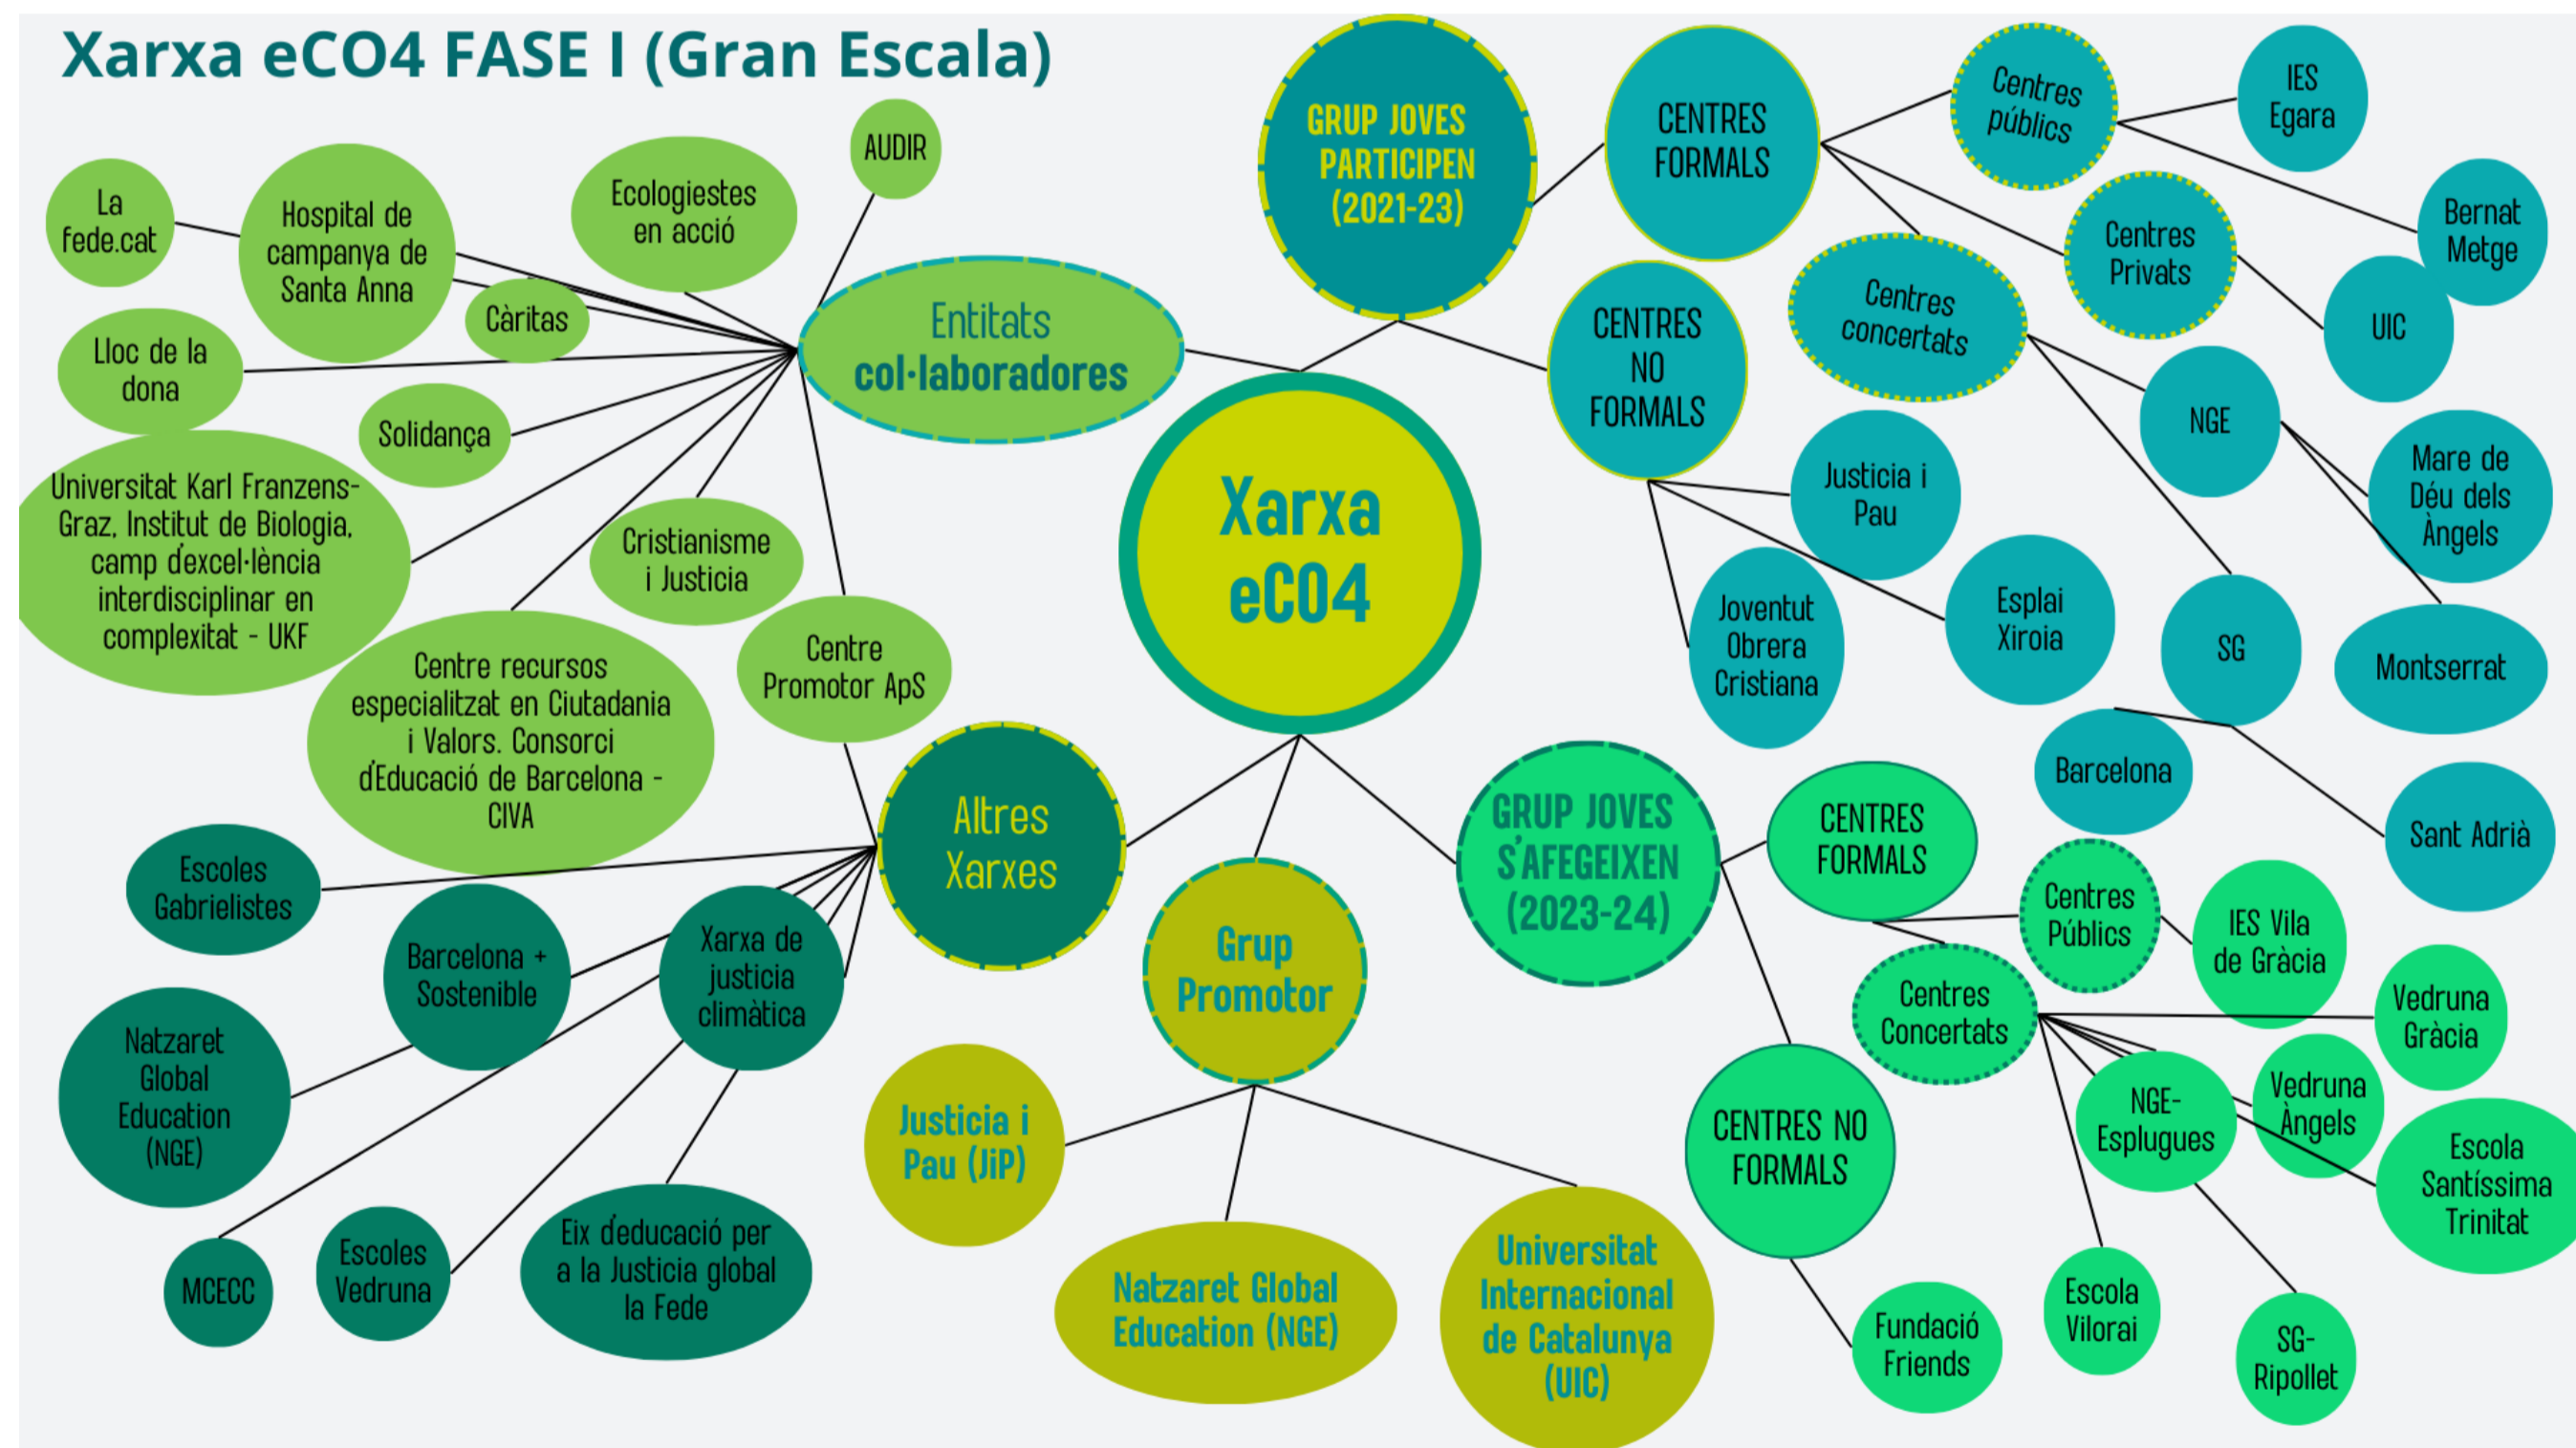 Xarxa eCO4 FASE I (Gran Escala)
La
fede.cat
Hospital de
campanya de
Santa Anna
Ecologiestes
en acció
AUDIR
Càritas
Lloc de la
dona
Solidança
Entitats
col·laboradores
Universitat Karl Franzens-
Graz, Institut de Biologia,
camp d'excel·lència
interdisciplinar en
complexitat - UKF
Cristianisme
i Justicia
Centre recursos
especialitzat en Ciutadania
i Valors. Consorci
d'Educació de Barcelona -
CIVA
Centre
Promotor ApS
Xarxa
eCO4
GRUP JOVES
PARTICIPEN
(2021-23)
CENTRES
FORMALS
Centres
públics
IES
Egara
Bernat
Metge
Centres
Privats
UIC
Centres
concertats
NGE
Mare de
Déu dels
Àngels
Montserrat
SG
Barcelona
Sant Adrià
CENTRES
NO
FORMALS
Justicia i
Pau
Joventut
Obrera
Cristiana
Esplai
Xiroia
Altres
Xarxes
Escoles
Gabrielistes
Barcelona +
Sostenible
Xarxa de
justicia
climàtica
Natzaret
Global
Education
(NGE)
MCECC
Escoles
Vedruna
Eix d'educació per
a la Justicia global
la Fede
Grup
Promotor
Justicia i
Pau (JiP)
Natzaret Global
Education (NGE)
Universitat
Internacional
de Catalunya
(UIC)
GRUP JOVES
S'AFEGEIXEN
(2023-24)
CENTRES
FORMALS
Centres
Públics
IES Vila
de Gràcia
Centres
Concertats
Vedruna
Gràcia
NGE-
Esplugues
Vedruna
Àngels
Escola
Santíssima
Trinitat
Escola
Vilorai
SG-
Ripollet
CENTRES NO
FORMALS
Fundació
Friends